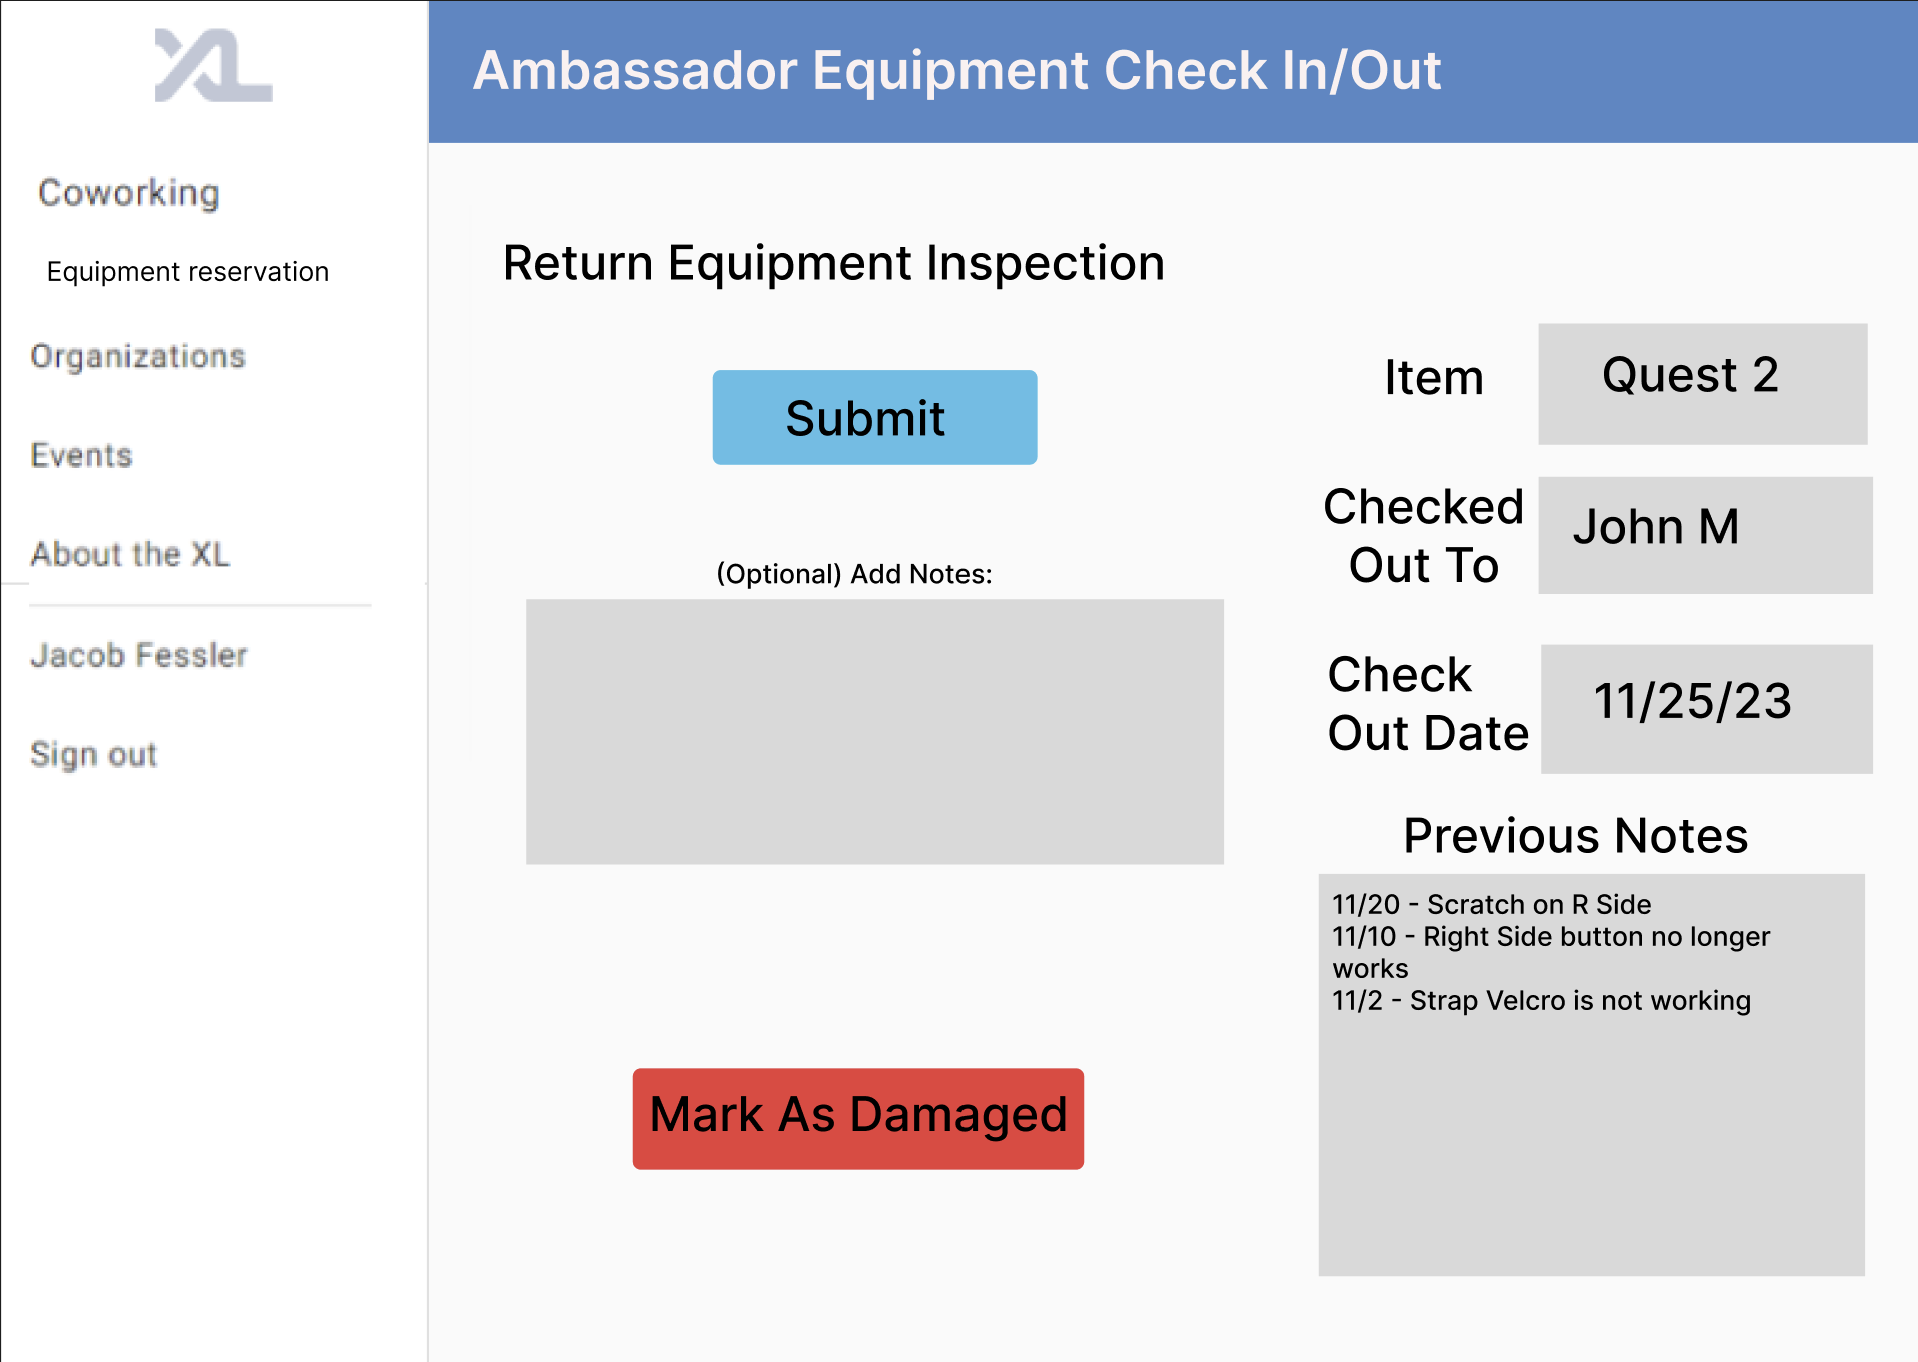 XL
Coworking
Equipment reservation
Organizations
Events
About the XL
Jacob Fessler
Sign out
Ambassador Equipment Check In/Out
Return Equipment Inspection
Submit
(Optional) Add Notes:
Mark As Damaged
Item
Quest 2
Checked
Out To
John M
Check
Out Date
11/25/23
Previous Notes
11/20 - Scratch on R Side
11/10 - Right Side button no longer
works
11/2 - Strap Velcro is not working